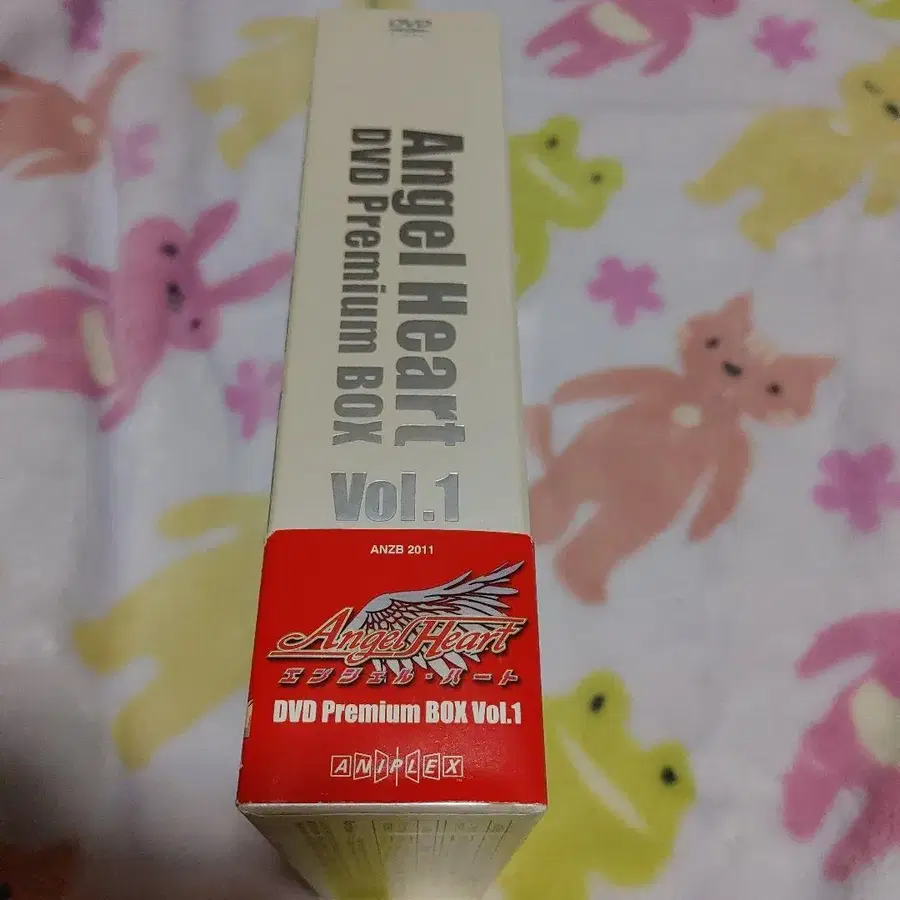 DVD
Angel Heart
DVD Premium BOX
Vol.1
ANZB 2011
Angel Heart
エンジェル・ハート
DVD Premium BOX Vol.1
ANIPLEX